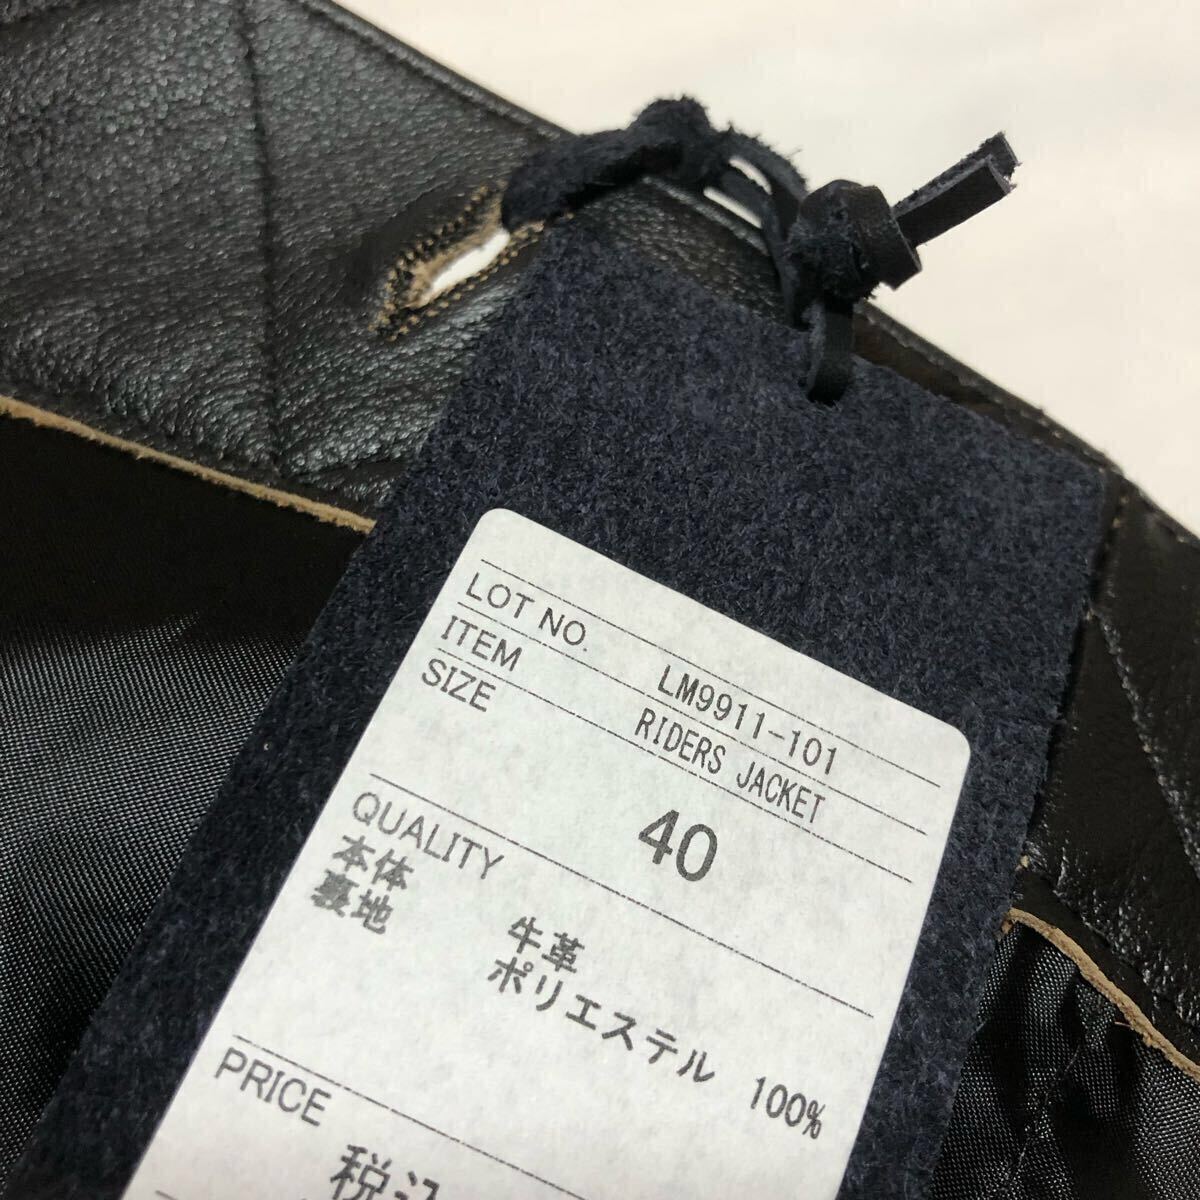 LOT NO. LM9911-101
ITEM RIDERS JACKET
SIZE 40
QUALITY
本体 牛革
裏地 ポリエステル 100%
PRICE
税込